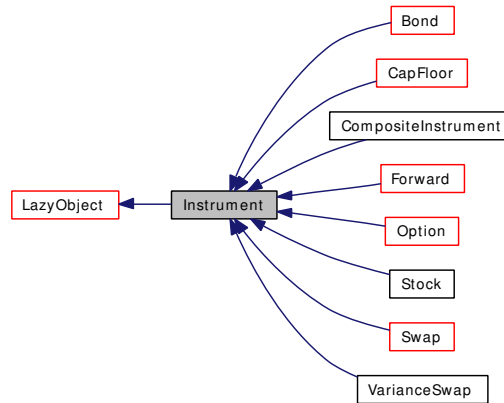 Bond
CapFloor
CompositeInstrument
Forward
LazyObject
Instrument
Option
Stock
Swap
VarianceSwap